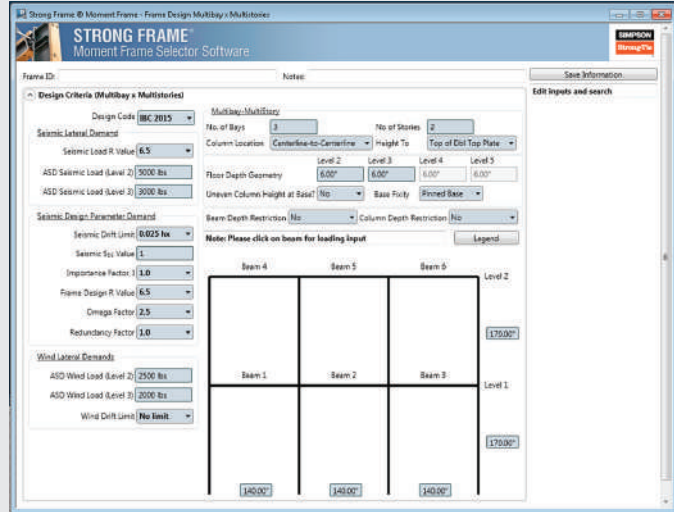 Strong Frame ® Moment Frame - Frame Design Multibay x Multistories
STRONG FRAME®
Moment Frame Selector Software
SIMPSON
Strong-Tie
Frame ID:
Notes:
Save Information
Design Criteria (Multibay x Multistories)
Edit inputs and search
Design Code IBC 2015
Seismic Lateral Demand
Seismic Load R Value 6.5
ASD Seismic Load (Level 2) 5000 lbs
ASD Seismic Load (Level 3) 3000 lbs
Seismic Design Parameter Demand
Seismic Drift Limit 0.025 hx
Seismic SDS Value 1
Importance Factor, I 1.0
Frame Design R Value 6.5
Omega Factor 2.5
Redundancy Factor 1.0
Wind Lateral Demands
ASD Wind Load (Level 2) 2500 lbs
ASD Wind Load (Level 3) 2000 lbs
Wind Drift Limit No limit
Multibay-MultiStory
No. of Bays 3
No of Stories 2
Column Location Centerline-to-Centerline
Height To Top of Dbl Top Plate
Level 2 Level 3 Level 4 Level 5
Floor Depth Geometry 6.00" 6.00" 6.00" 6.00"
Uneven Column Height at Base? No
Base Fixity Pinned Base
Beam Depth Restriction No
Column Depth Restriction No
Note: Please click on beam for loading input
Legend
Beam 4 Beam 5 Beam 6
Level 2
170.00"
Beam 1 Beam 2 Beam 3
Level 1
170.00"
140.00" 140.00" 140.00"